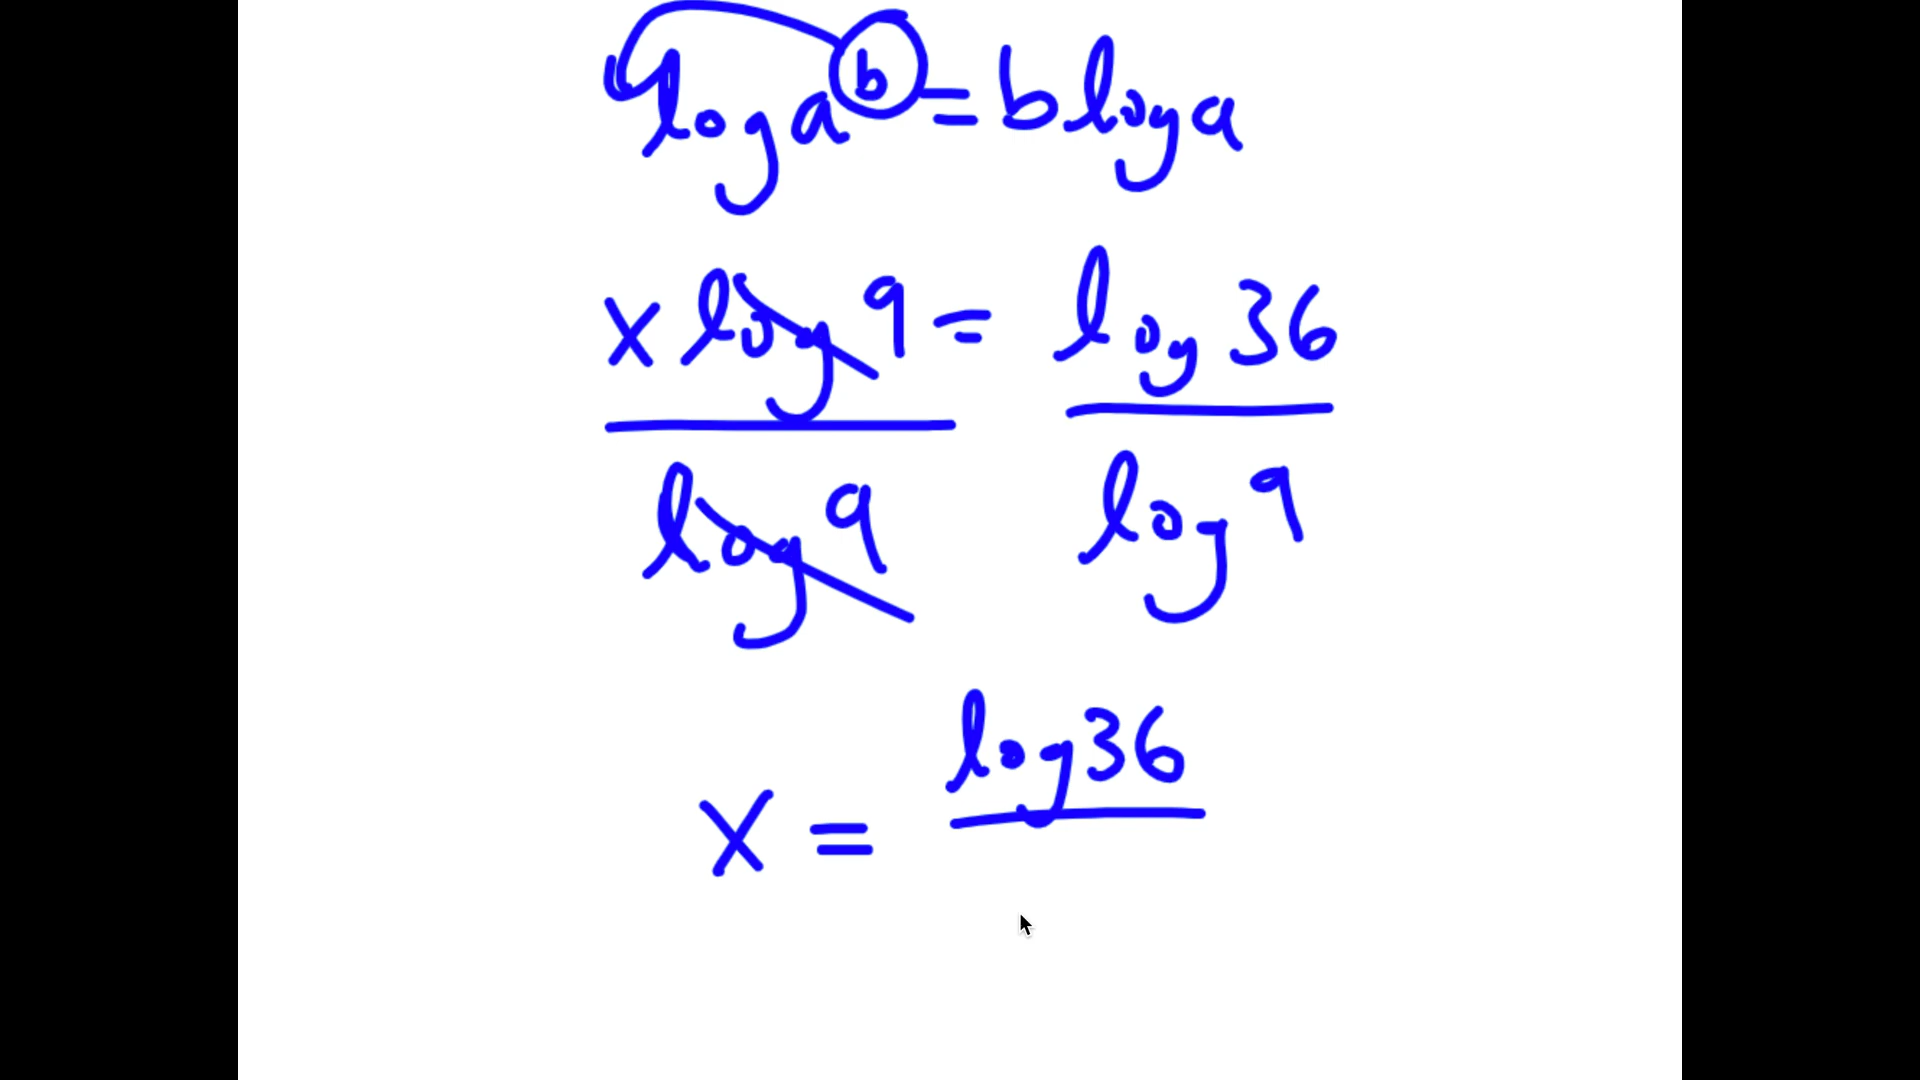 log a^b = b log a
x log 9 = log 36
log 9 log 9
x = log 36